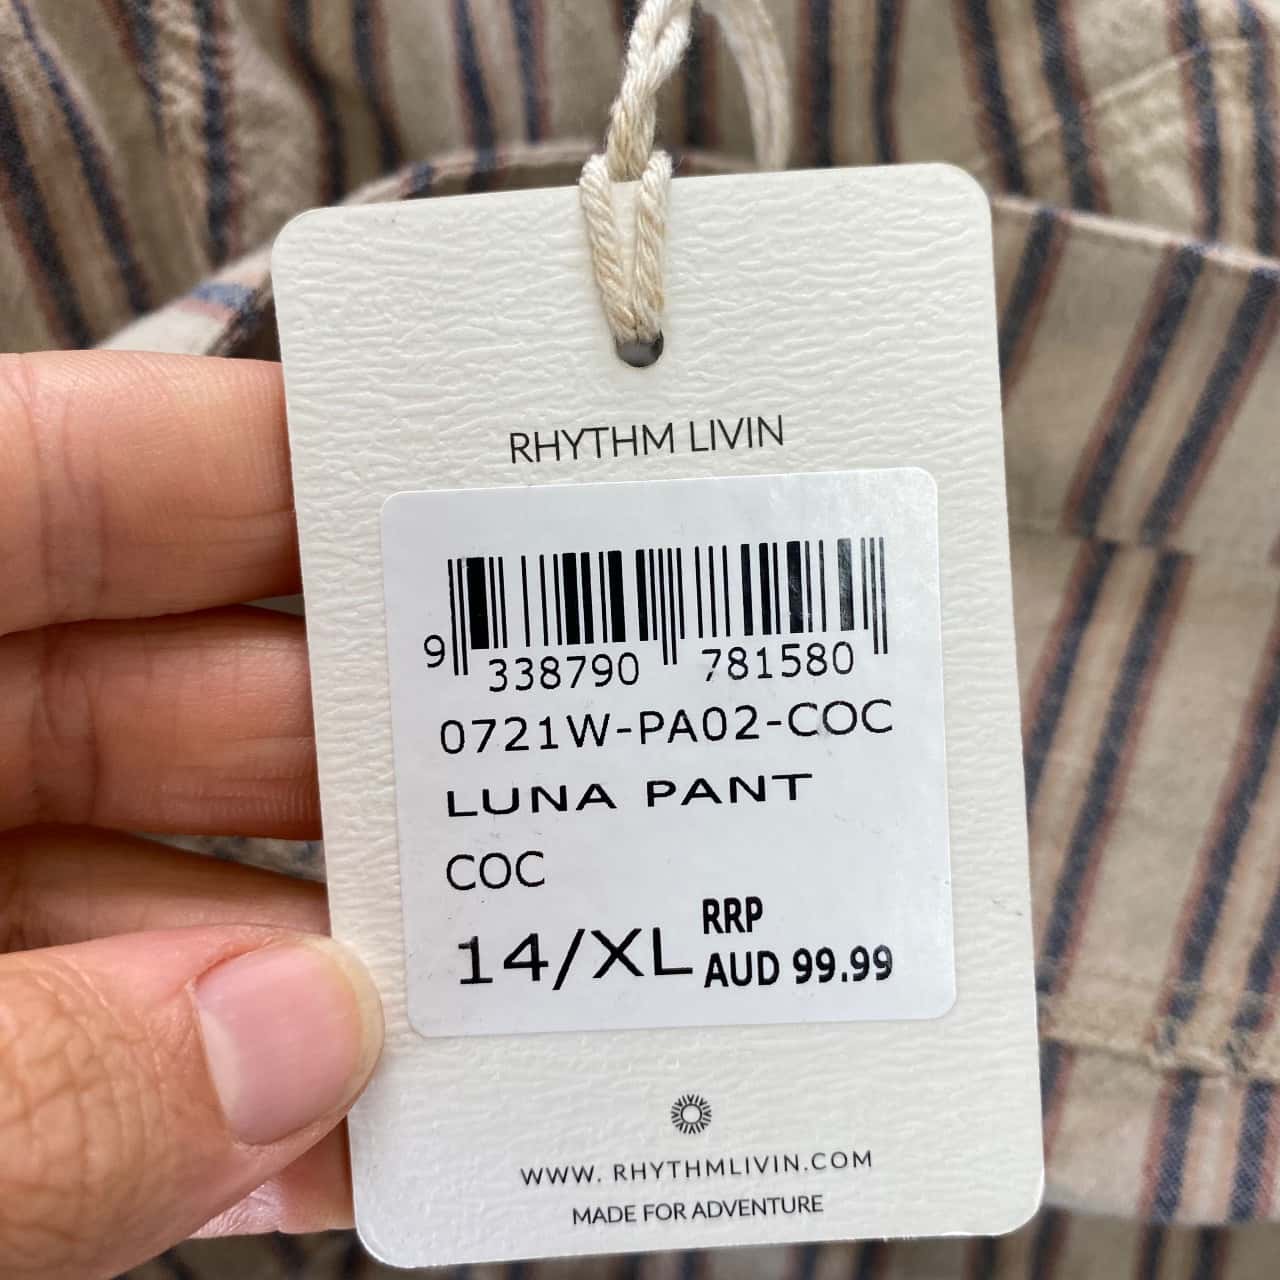 RHYTHM LIVIN
9 338790 781580
0721W-PA02-COC
LUNA PANT
COC
14/XL RRP
AUD 99.99
WWW. RHYTHMLIVIN.COM
MADE FOR ADVENTURE